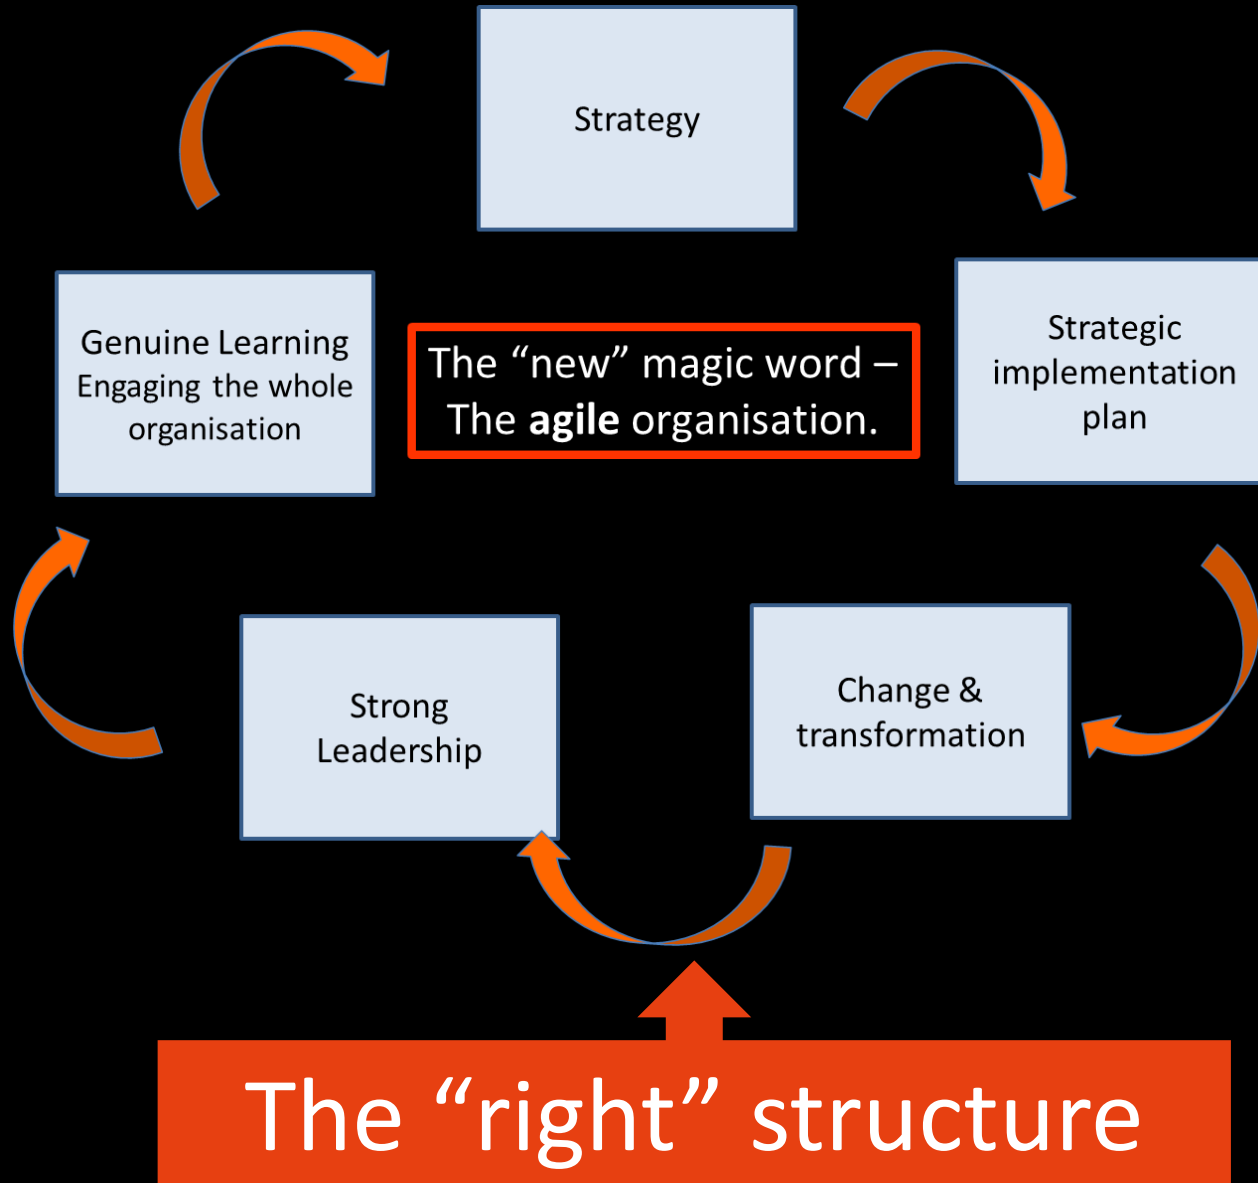 Strategy
Genuine Learning
Engaging the whole
organisation
The “new” magic word –
The agile organisation.
Strategic
implementation
plan
Strong
Leadership
Change &
transformation
The “right” structure